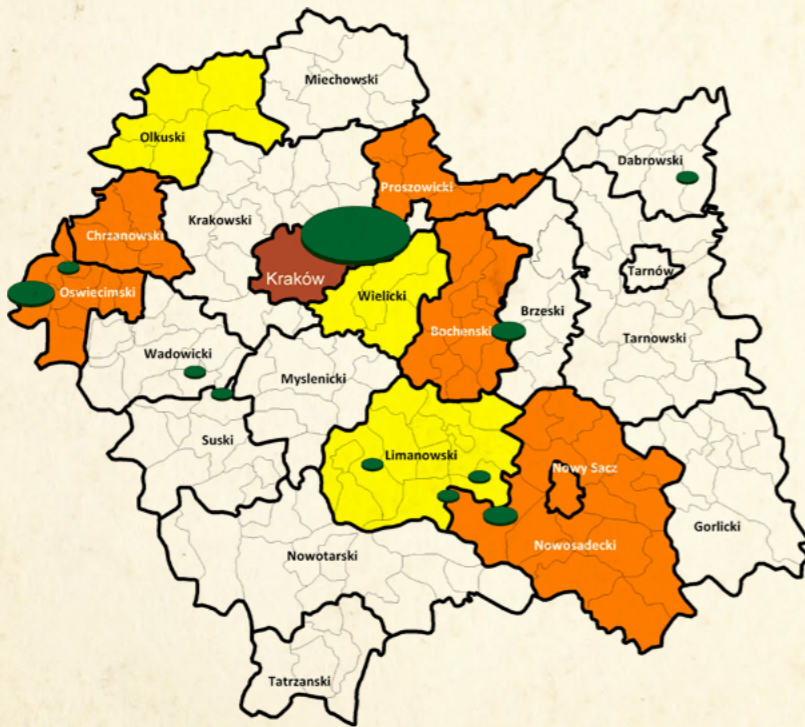 Miechowski
Olkuski
Dabrowski
Proszowicki
Krakowski
Chrzanowski
Kraków
Tarnów
Oswiecimski
Wielicki
Brzeski
Bochenski
Tarnowski
Wadowicki
Myslenicki
Suski
Limanowski
Nowy Sacz
Gorlicki
Nowosadecki
Nowotarski
Tatrzanski